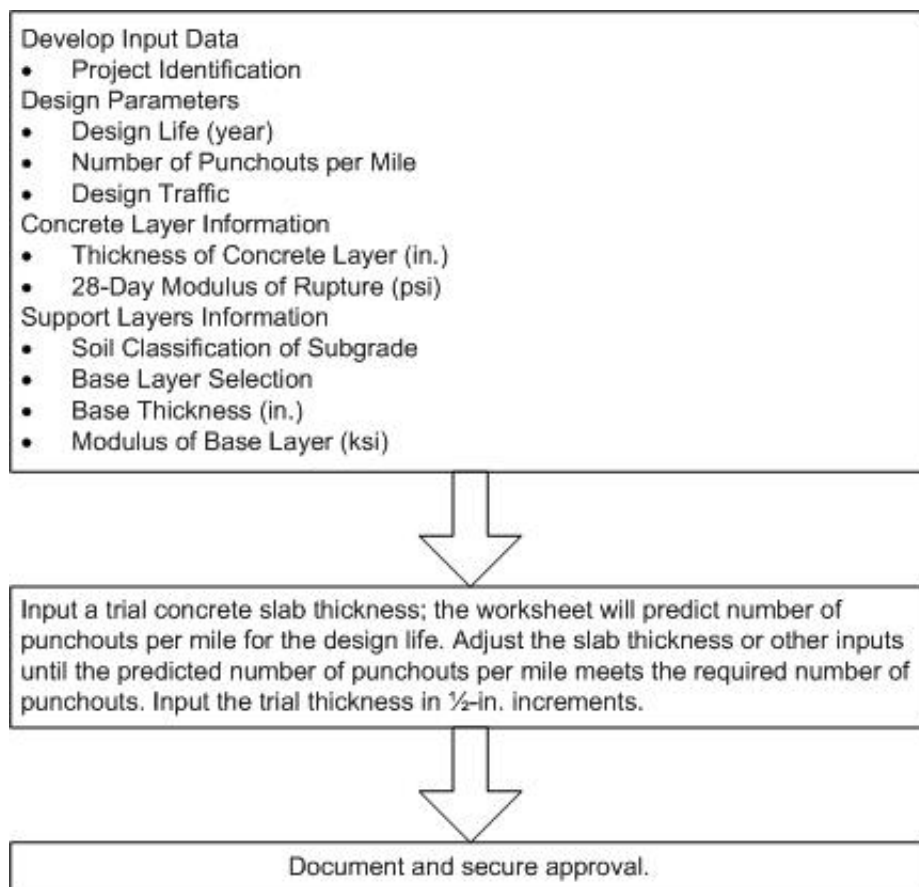 Develop Input Data
• Project Identification
Design Parameters
• Design Life (year)
• Number of Punchouts per Mile
• Design Traffic
Concrete Layer Information
• Thickness of Concrete Layer (in.)
• 28-Day Modulus of Rupture (psi)
Support Layers Information
• Soil Classification of Subgrade
• Base Layer Selection
• Base Thickness (in.)
• Modulus of Base Layer (ksi)
Input a trial concrete slab thickness; the worksheet will predict number of
punchouts per mile for the design life. Adjust the slab thickness or other inputs
until the predicted number of punchouts per mile meets the required number of
punchouts. Input the trial thickness in ½-in. increments.
Document and secure approval.